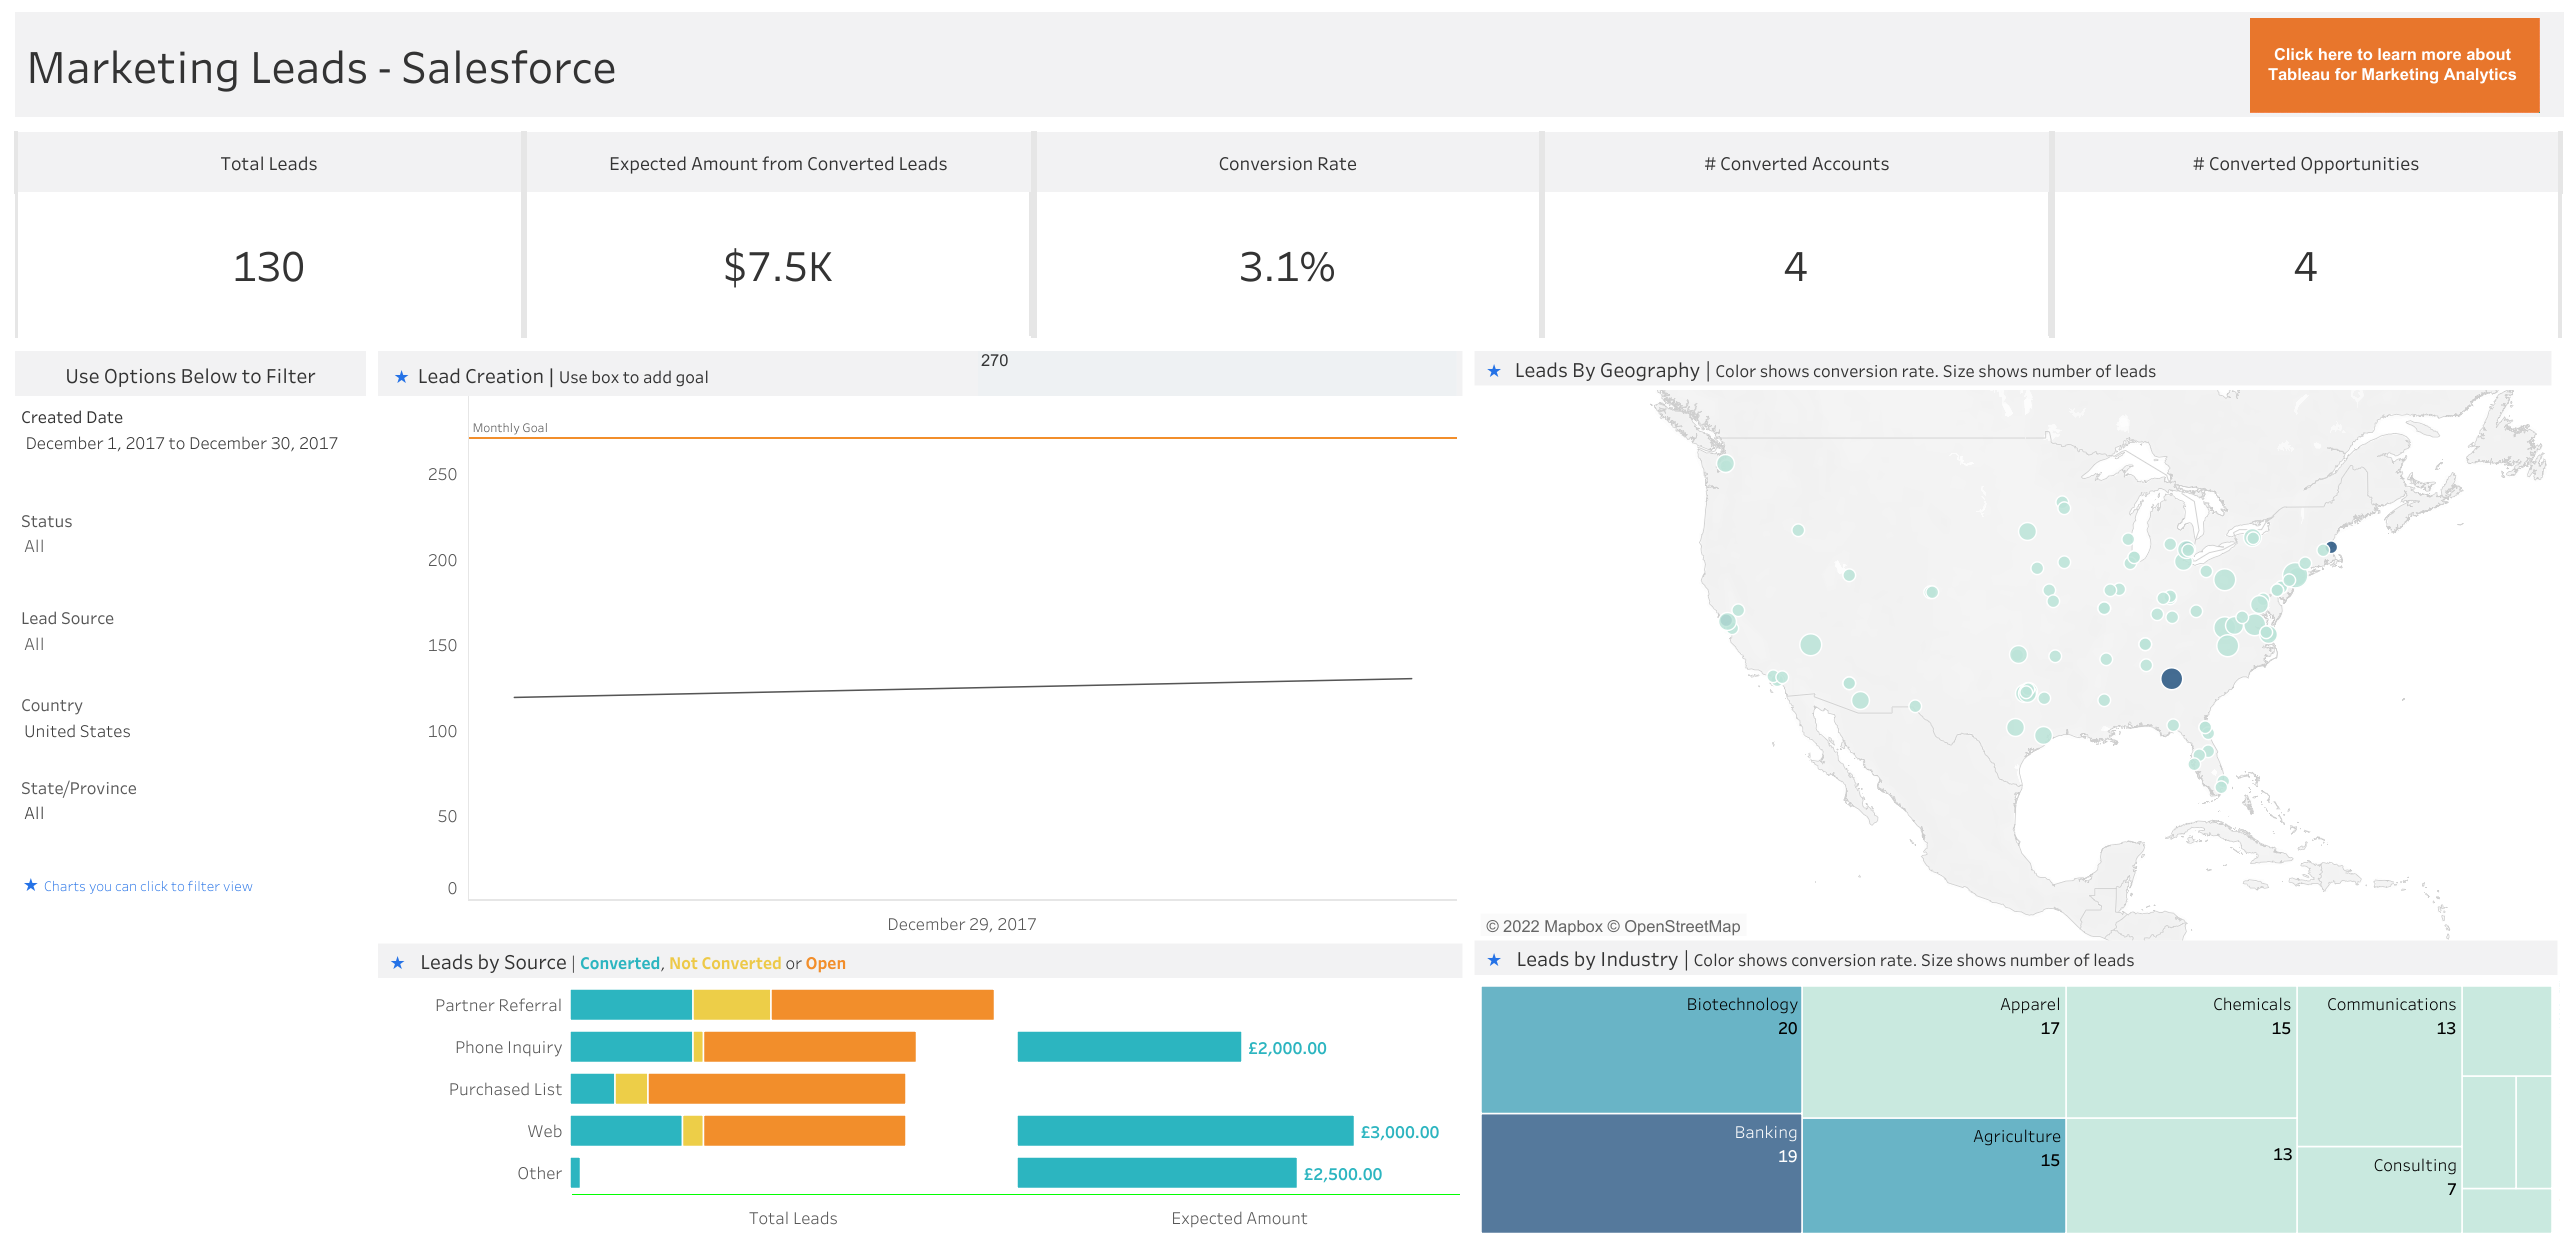 Marketing Leads - Salesforce
Click here to learn more about
Tableau for Marketing Analytics
Total Leads
Expected Amount from Converted Leads
Conversion Rate
# Converted Accounts
# Converted Opportunities
130
$7.5K
3.1%
4
4
Use Options Below to Filter
Created Date
December 1, 2017 to December 30, 2017
Status
All
Lead Source
All
Country
United States
State/Province
All
★ Charts you can click to filter view
★ Lead Creation | Use box to add goal
270
Monthly Goal
250
200
150
100
50
0
December 29, 2017
★ Leads By Geography | Color shows conversion rate. Size shows number of leads
© 2022 Mapbox © OpenStreetMap
★ Leads by Source | Converted, Not Converted or Open
Partner Referral
Phone Inquiry
£2,000.00
Purchased List
Web
£3,000.00
Other
£2,500.00
Total Leads
Expected Amount
★ Leads by Industry | Color shows conversion rate. Size shows number of leads
Biotechnology
20
Apparel
17
Chemicals
15
Communications
13
Banking
19
Agriculture
15
13
Consulting
7